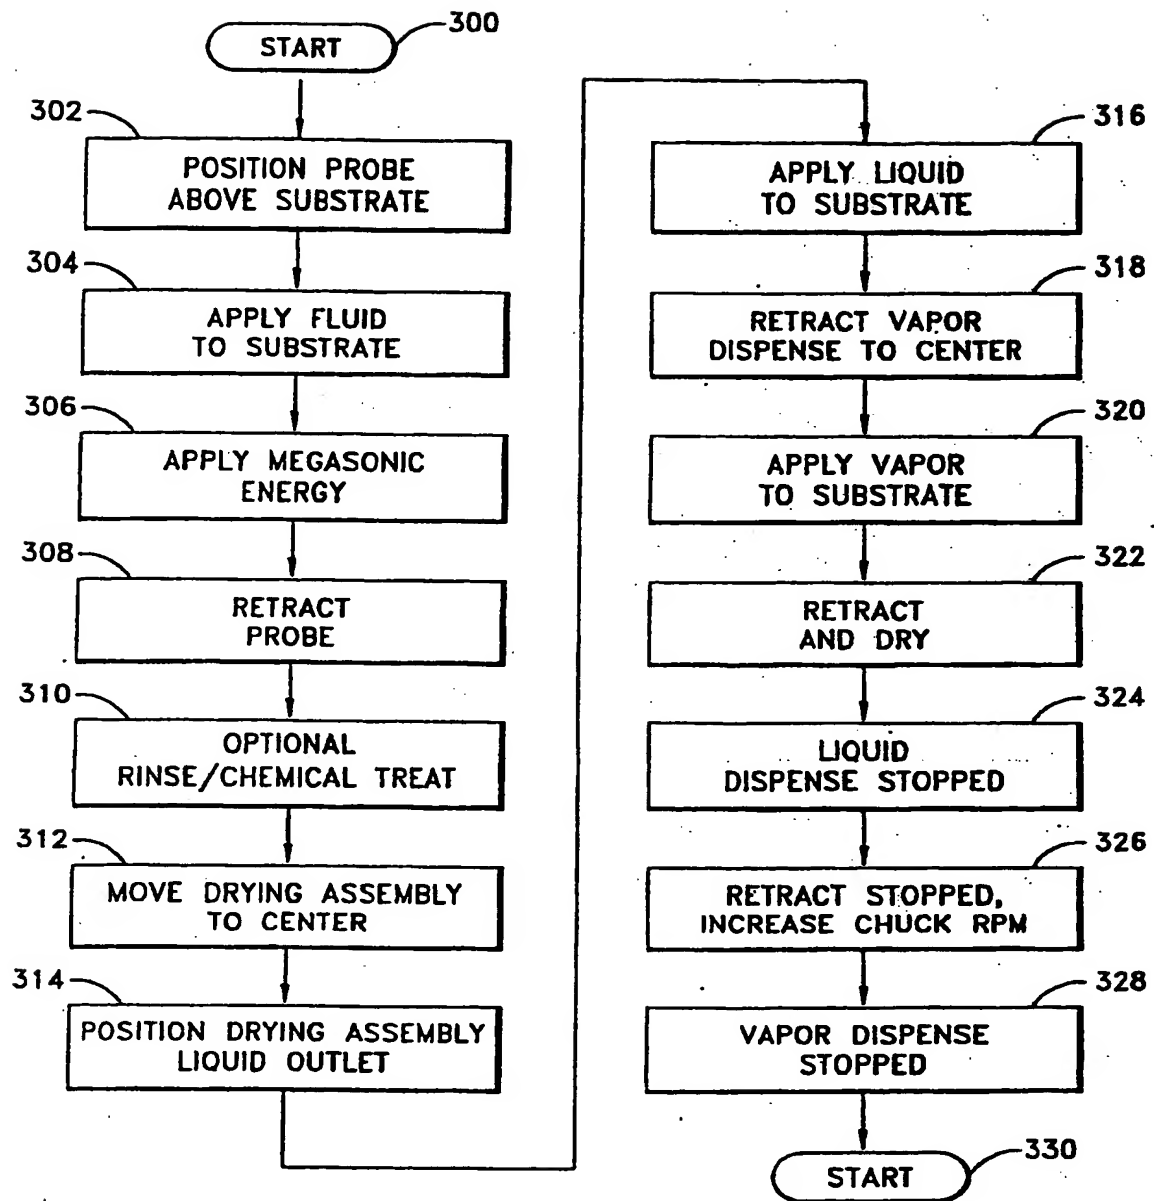 START
300
302
POSITION PROBE
ABOVE SUBSTRATE
304
APPLY FLUID
TO SUBSTRATE
306
APPLY MEGASONIC
ENERGY
308
RETRACT
PROBE
310
OPTIONAL
RINSE/CHEMICAL TREAT
312
MOVE DRYING ASSEMBLY
TO CENTER
314
POSITION DRYING ASSEMBLY
LIQUID OUTLET
316
APPLY LIQUID
TO SUBSTRATE
318
RETRACT VAPOR
DISPENSE TO CENTER
320
APPLY VAPOR
TO SUBSTRATE
322
RETRACT
AND DRY
324
LIQUID
DISPENSE STOPPED
326
RETRACT STOPPED,
INCREASE CHUCK RPM
328
VAPOR DISPENSE
STOPPED
330
START